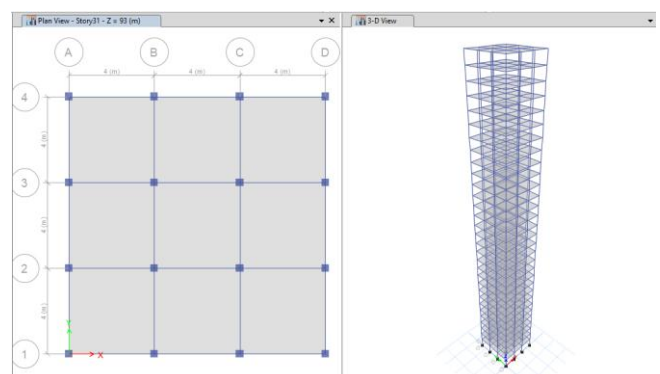 Plan View - Story31 - Z = 93 (m)
3-D View
A B C D
4 (m) 4 (m) 4 (m)
4
4 (m)
3
4 (m)
2
4 (m)
1
Y
X